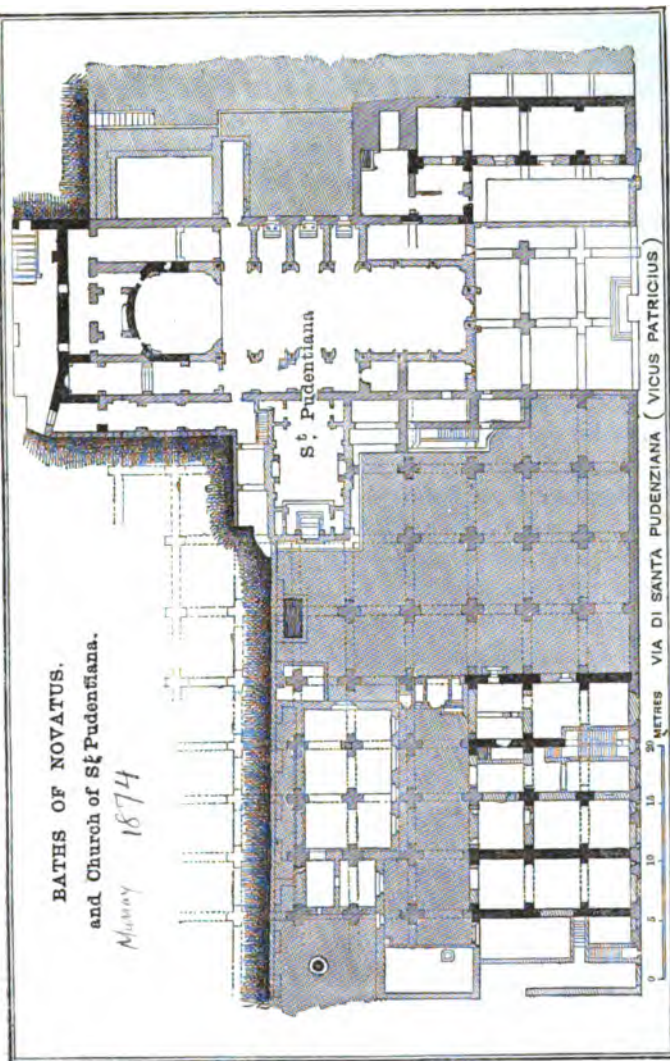 BATHS OF NOVATUS.
and Church of St Pudentiana.
Murray 1874
St Pudentiana
0 5 10 15 20 METRES VIA DI SANTA PUDENZIANA (VICUS PATRICIUS)